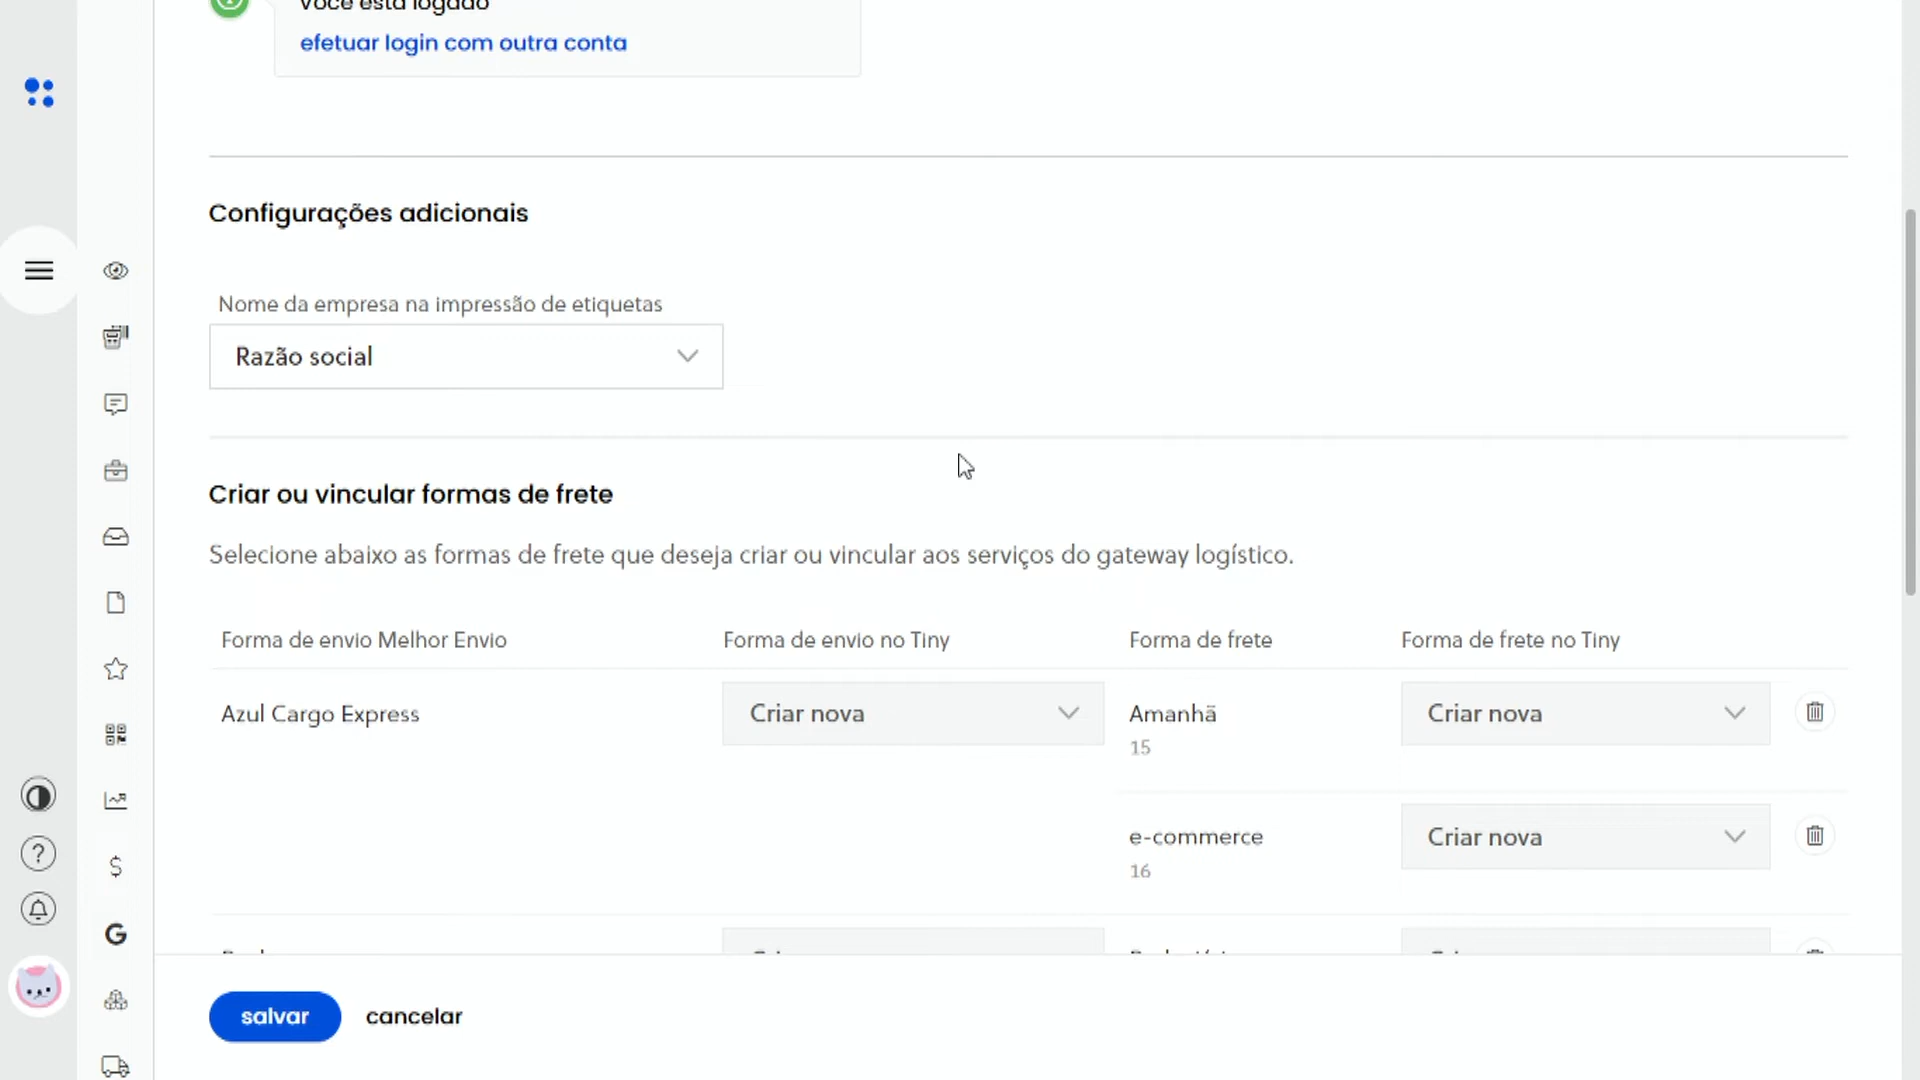 Você está logado
efetuar login com outra conta
Configurações adicionais
Nome da empresa na impressão de etiquetas
Razão social
Criar ou vincular formas de frete
Selecione abaixo as formas de frete que deseja criar ou vincular aos serviços do gateway logístico.
Forma de envio Melhor Envio Forma de envio no Tiny Forma de frete Forma de frete no Tiny
Azul Cargo Express Criar nova Amanhã Criar nova
15
e-commerce Criar nova
16
salvar cancelar